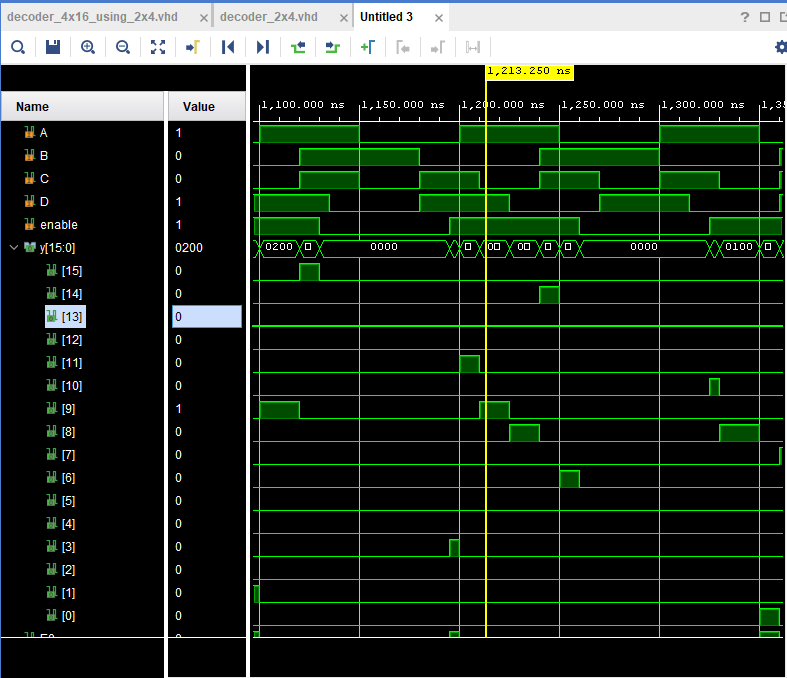 decoder_4x16_using_2x4.vhd × decoder_2x4.vhd × Untitled 3 × ?
1,213.250 ns
Name Value 1,100.000 ns 1,150.000 ns 1,200.000 ns 1,250.000 ns 1,300.000 ns 1,35
A 1
B 0
C 0
D 1
enable 1
y[15:0] 0200 0200 0000 0000 0100
[15] 0
[14] 0
[13] 0
[12] 0
[11] 0
[10] 0
[9] 1
[8] 0
[7] 0
[6] 0
[5] 0
[4] 0
[3] 0
[2] 0
[1] 0
[0] 0